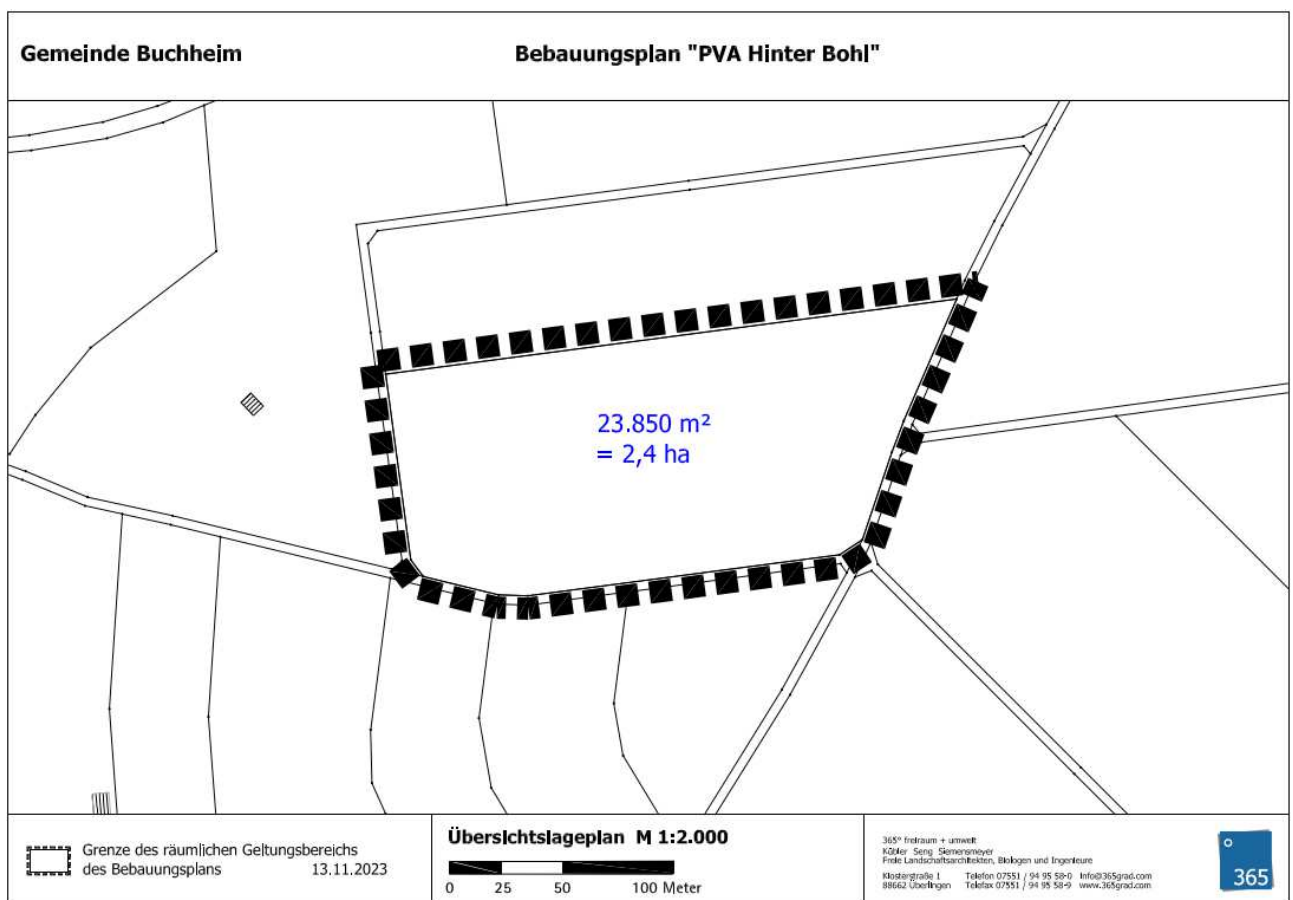 Gemeinde Buchheim
Bebauungsplan "PVA Hinter Bohl"
23.850 m²
= 2,4 ha
Grenze des räumlichen Geltungsbereichs
des Bebauungsplans 13.11.2023
Übersichtslageplan M 1:2.000
0 25 50 100 Meter
365° freiraum + umwelt
Kübler Seng Siemensmeyer
Freie Landschaftsarchitekten, Biologen und Ingenieure
Klosterstraße 1 Telefon 07551 / 94 95 58-0 info@365grad.com
88662 Überlingen Telefax 07551 / 94 95 58-9 www.365grad.com
365